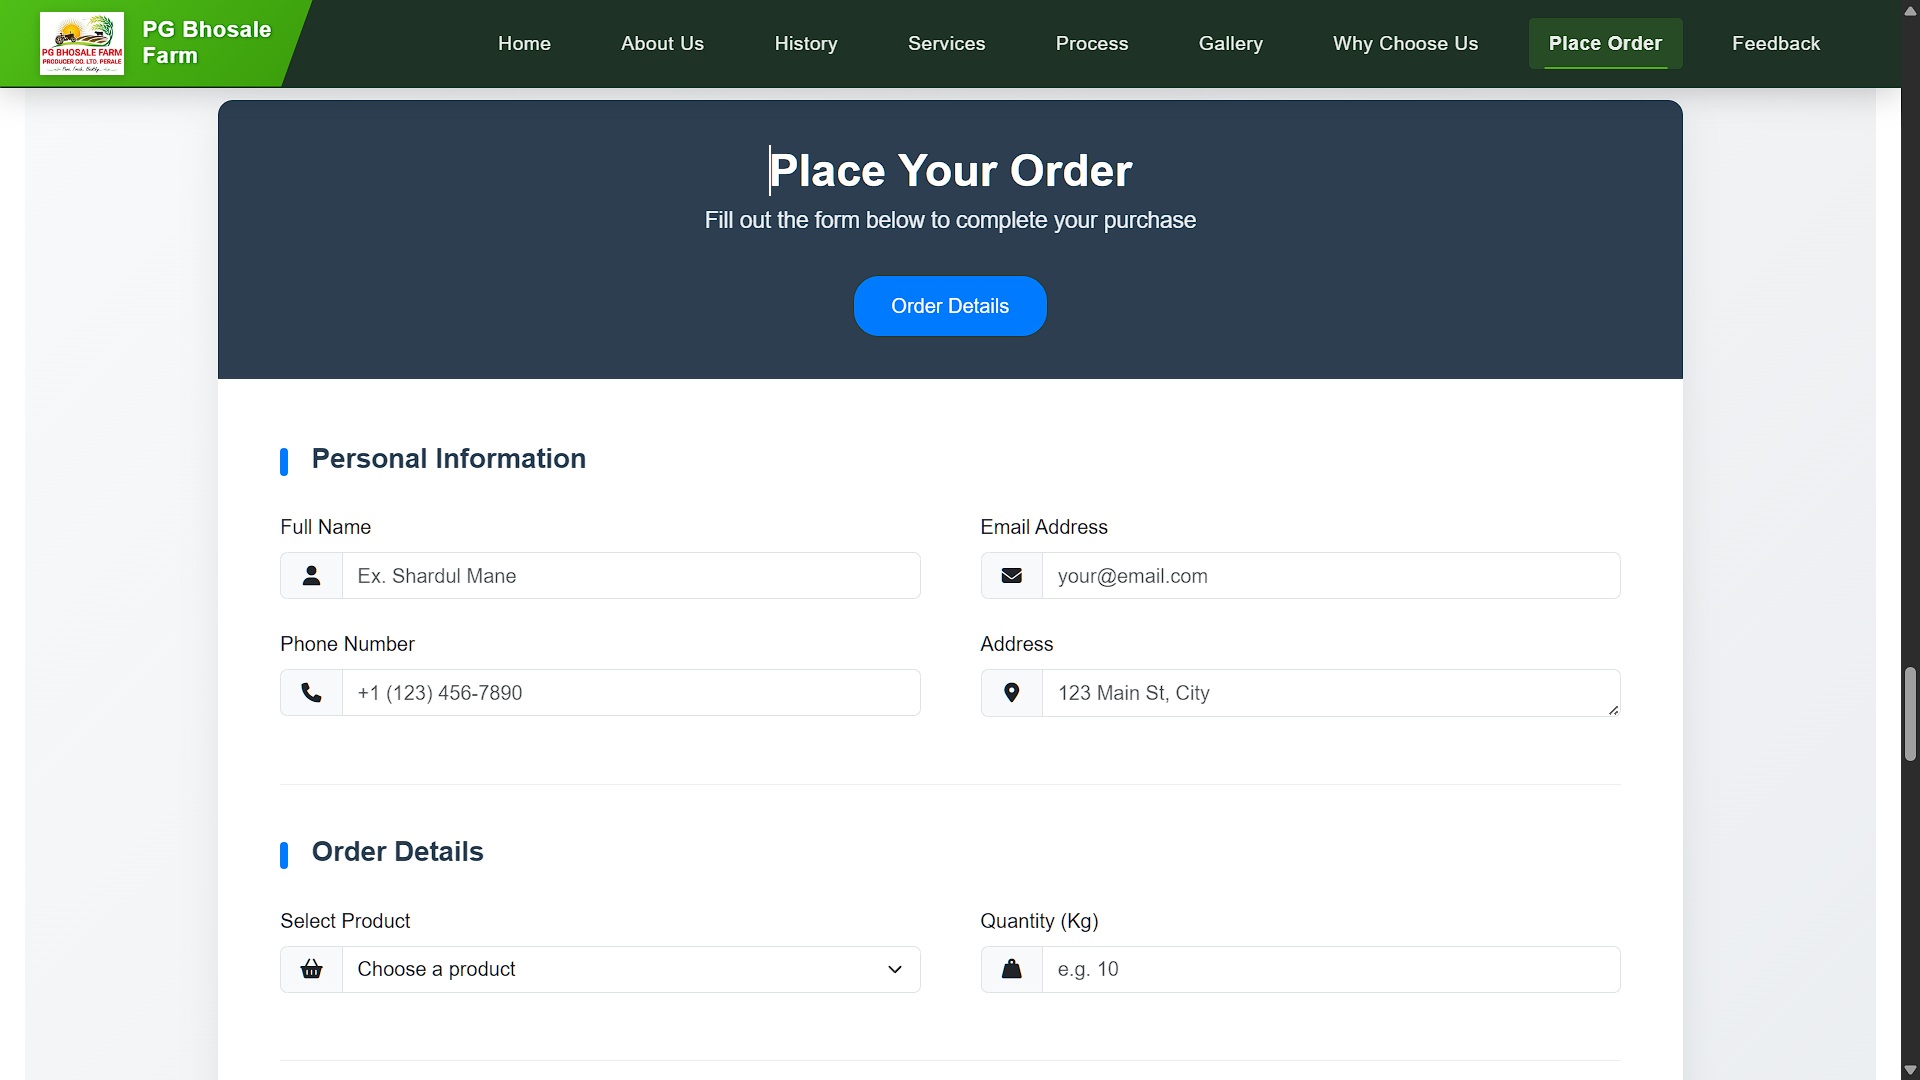 PG BHOSALE FARM
PRODUCER CO. LTD. PERALE
PG Bhosale
Farm
Home
About Us
History
Services
Process
Gallery
Why Choose Us
Place Order
Feedback
Place Your Order
Fill out the form below to complete your purchase
Order Details
Personal Information
Full Name
Email Address
Ex. Shardul Mane
your@email.com
Phone Number
Address
+1 (123) 456-7890
123 Main St, City
Order Details
Select Product
Quantity (Kg)
Choose a product
e.g. 10